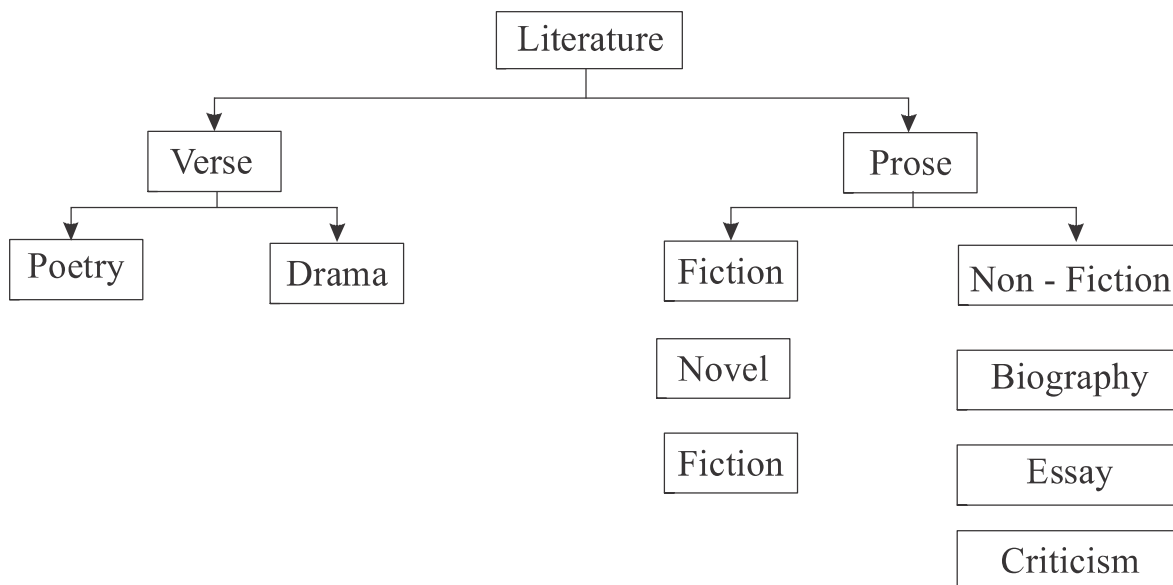 Literature
Verse
Prose
Poetry
Drama
Fiction
Non - Fiction
Novel
Biography
Fiction
Essay
Criticism